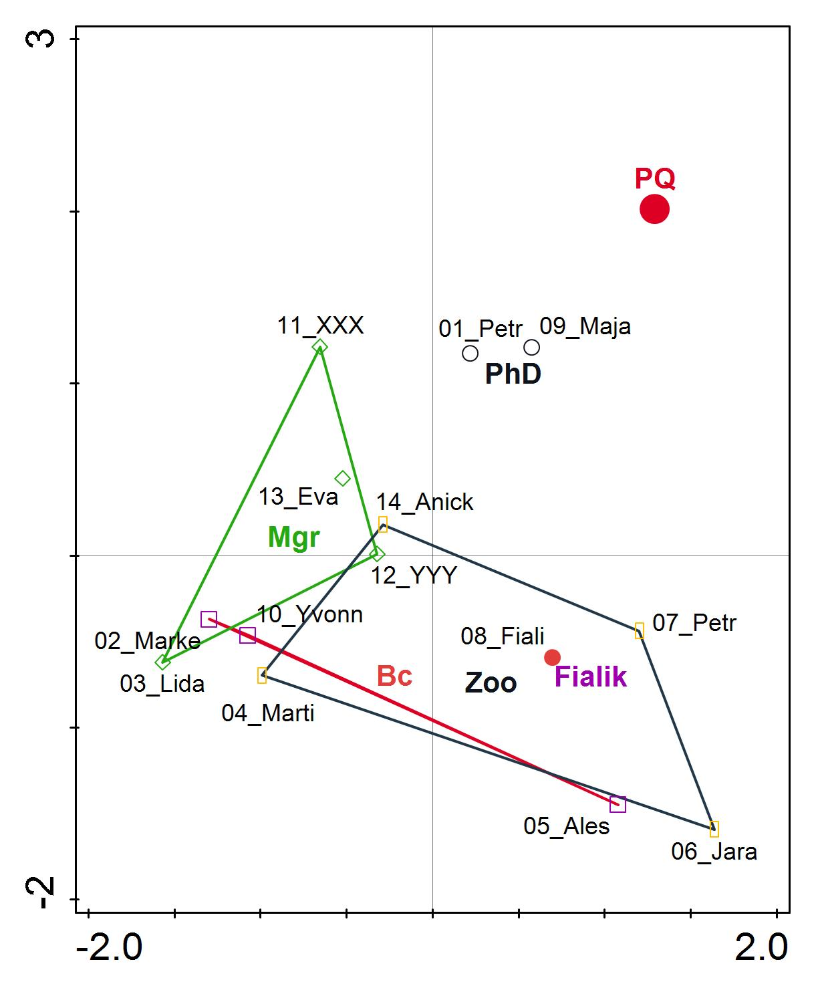 3
PQ
11_XXX
01_Petr
09_Maja
PhD
13_Eva
14_Anick
Mgr
12_YYY
10_Yvonn
07_Petr
02_Marke
08_Fiali
03_Lida
Bc
Zoo
Fialik
04_Marti
05_Ales
06_Jara
-2
-2.0
2.0